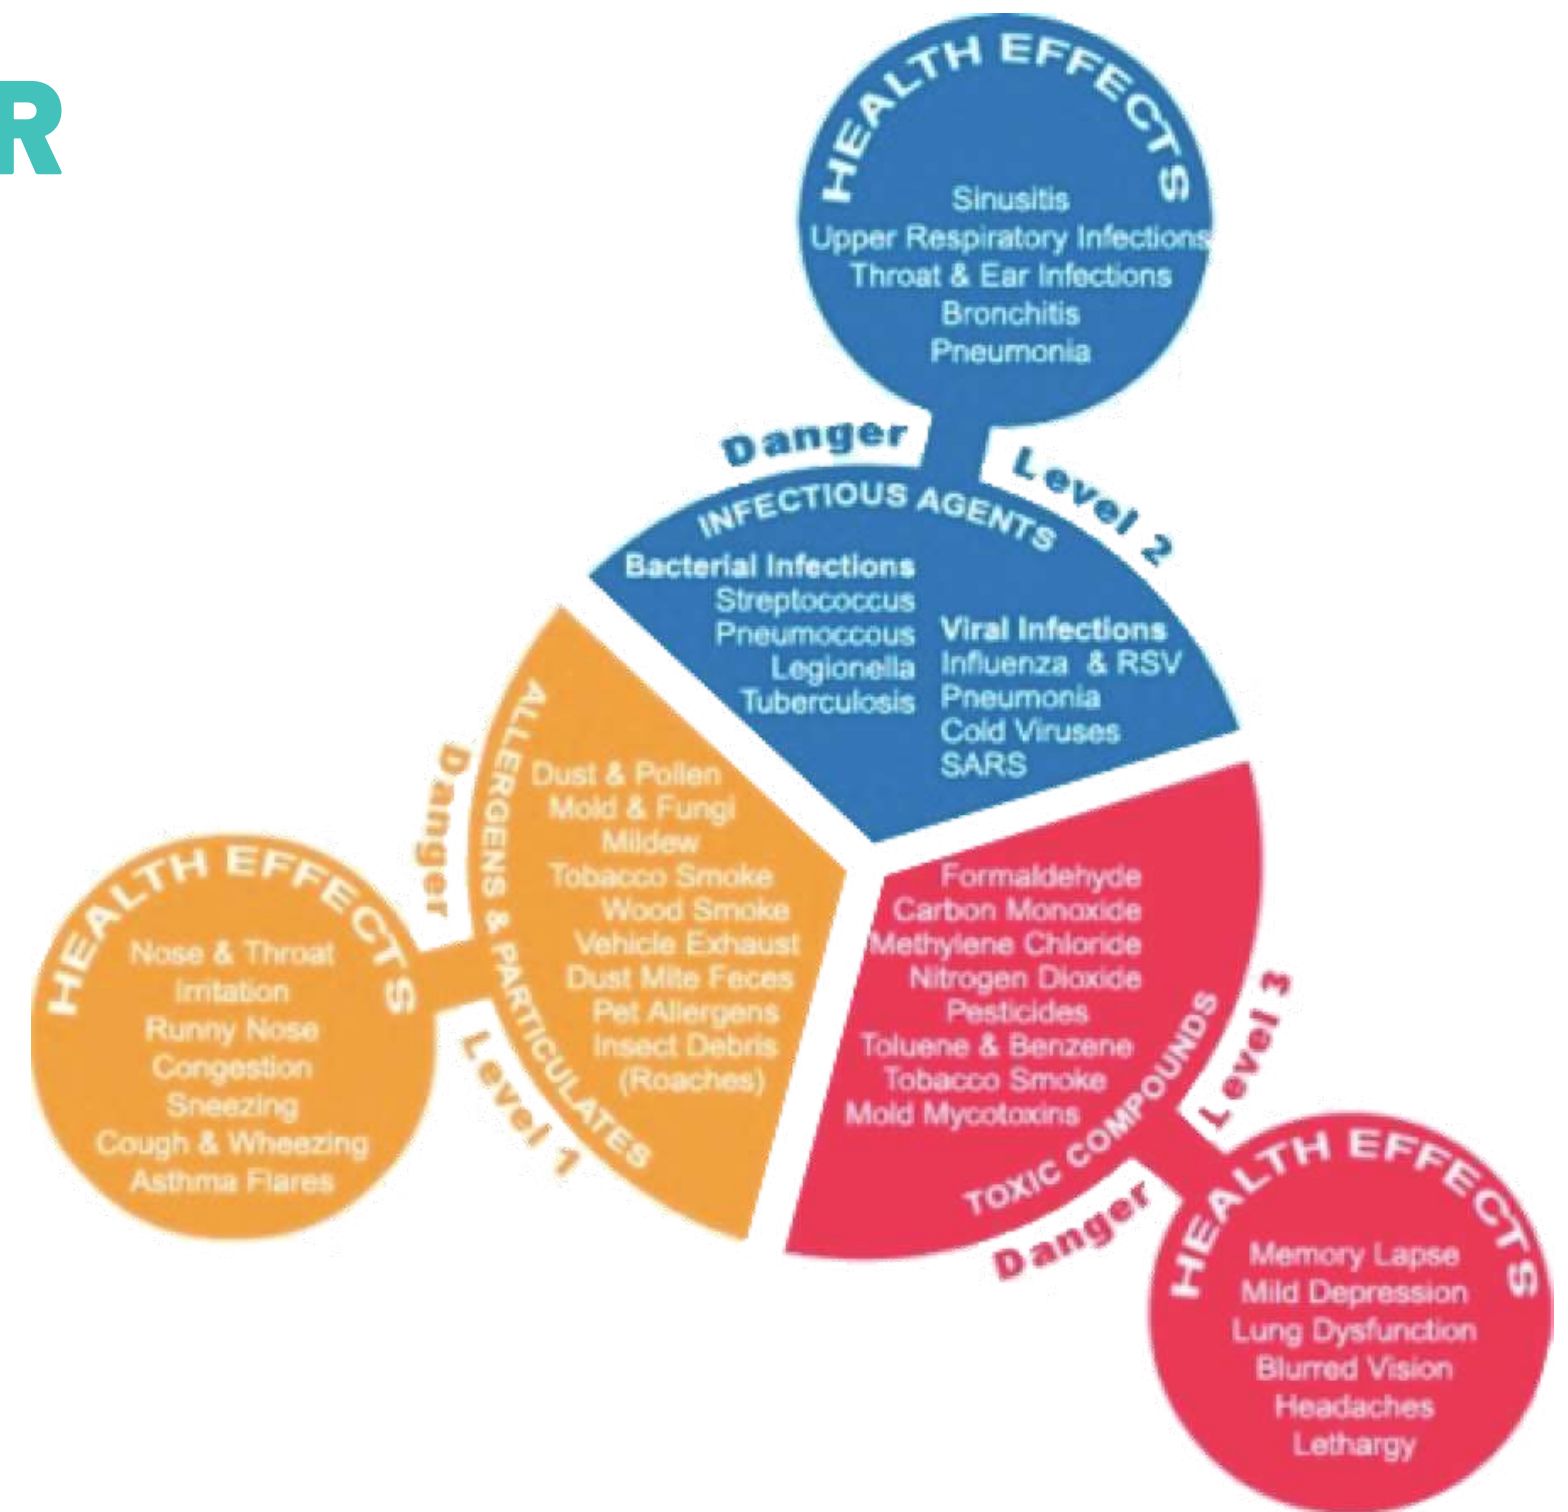 R
HEALTH EFFECTS
Sinusitis
Upper Respiratory Infections
Throat & Ear Infections
Bronchitis
Pneumonia
Danger
Level 2
INFECTIOUS AGENTS
Bacterial Infections
Streptococcus
Pneumoccous
Legionella
Tuberculosis
Viral Infections
Influenza & RSV
Pneumonia
Cold Viruses
SARS
Danger
Level 1
ALLERGENS & PARTICULATES
Dust & Pollen
Mold & Fungi
Mildew
Tobacco Smoke
Wood Smoke
Vehicle Exhaust
Dust Mite Feces
Pet Allergens
Insect Debris
(Roaches)
HEALTH EFFECTS
Nose & Throat
Irritation
Runny Nose
Congestion
Sneezing
Cough & Wheezing
Asthma Flares
Formaldehyde
Carbon Monoxide
Methylene Chloride
Nitrogen Dioxide
Pesticides
Toluene & Benzene
Tobacco Smoke
Mold Mycotoxins
TOXIC COMPOUNDS
Danger
Level 3
HEALTH EFFECTS
Memory Lapse
Mild Depression
Lung Dysfunction
Blurred Vision
Headaches
Lethargy